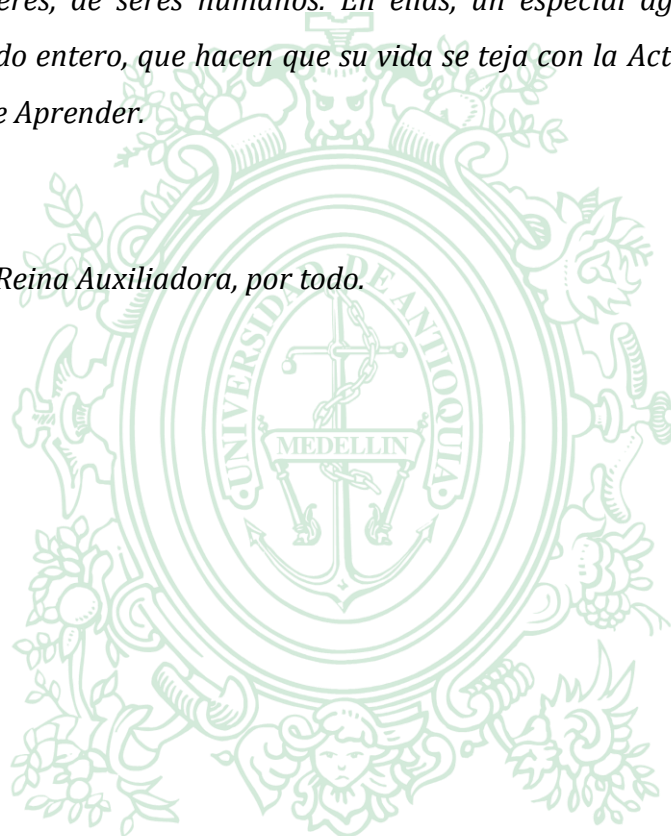 eres, de seres humanos. En ellas, un especial ag
do entero, que hacen que su vida se teja con la Act
e Aprender.
Reina Auxiliadora, por todo.
UNIVERSIDAD DE ANTIOQUIA
MEDELLIN